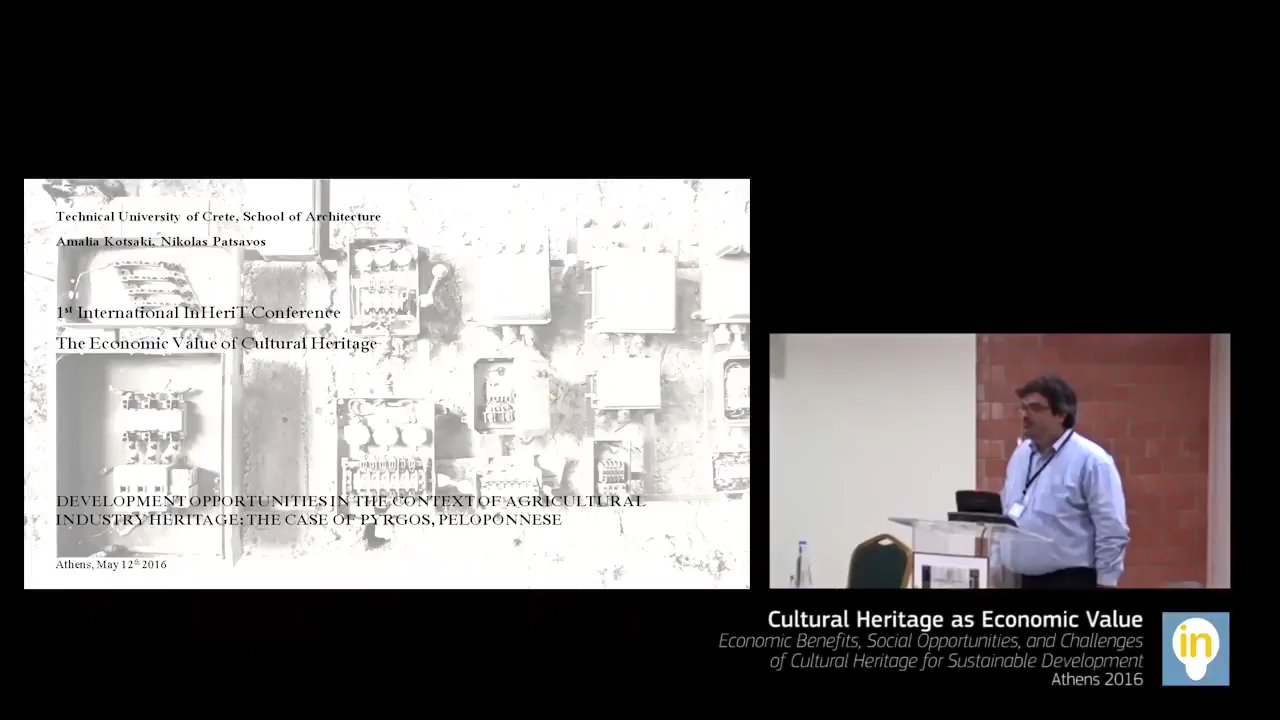 Technical University of Crete, School of Architecture
Amalia Kotsaki, Nikolas Patsavos
1st International InHeriT Conference
The Economic Value of Cultural Heritage
DEVELOPMENT OPPORTUNITIES IN THE CONTEXT OF AGRICULTURAL
INDUSTRY HERITAGE: THE CASE OF PYRGOS, PELOPONNESE
Athens, May 12th 2016
Cultural Heritage as Economic Value
Economic Benefits, Social Opportunities, and Challenges
of Cultural Heritage for Sustainable Development
Athens 2016
in